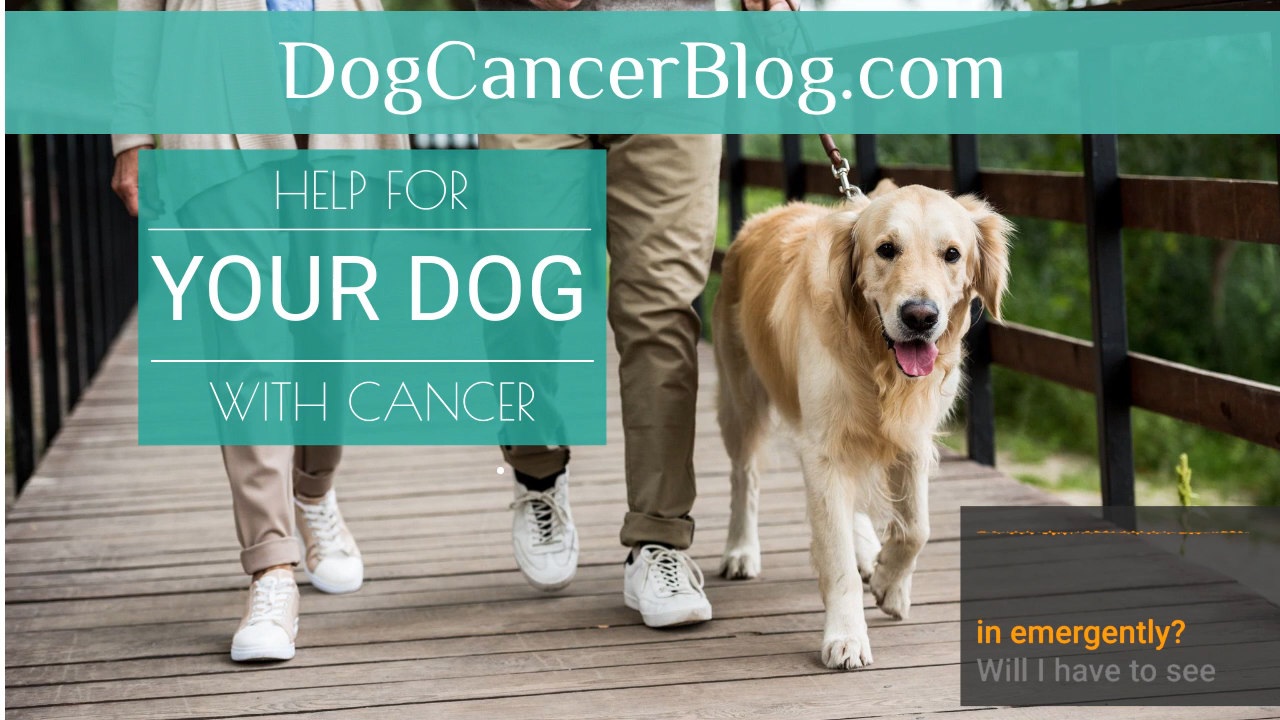 DogCancerBlog.com
HELP FOR
YOUR DOG
WITH CANCER
in emergently?
Will I have to see